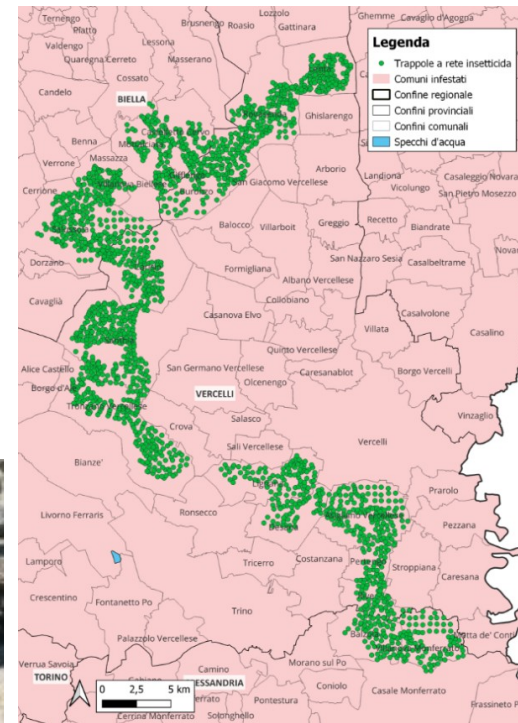 Ternengo
Piatto
Valdengo
Quaregna Cerreto
Candelo
Lessona
Masserano
Cossato
Brusnengo
Lozzolo
Roasio
Gattinara
Ghemme
Cavaglio d'Agogna
Legenda
Trappole a rete insetticida
Comuni infestati
Confine regionale
Confini provinciali
Confini comunali
Specchi d'acqua
BIELLA
Ghislarengo
Benna
Verrone
Massazza
Cerrione
San Giacomo Vercellese
Arborio
Landiona
Vicolungo
Casaleggio Novara
San Pietro Mosezzo
Dorzano
Balocco
Villarboit
Greggio
Recetto
Biandrate
San Nazzaro Sesia
Casalbeltrame
Formigliana
Albano Vercellese
Collobiano
Cavaglià
Casanova Elvo
Villata
Casalvolone
Casalino
Quinto Vercellese
Alice Castello
San Germano Vercellese
Caresanablot
Borgo Vercelli
Olcenengo
VERCELLI
Vinzaglio
Crova
Salasco
Sali Vercellese
Vercelli
Bianze'
Livorno Ferraris
Ronsecco
Prarolo
Pezzana
Lamporo
Tricerro
Costanzana
Stroppiana
Caresana
Crescentino
Fontanetto Po
Trino
Palazzolo Vercellese
Verrua Savoia
TORINO
Camino
Morano sul Po
Coniolo
Casale Monferrato
Pontestura
Frassineto P
Solonghello
0 2,5 5 km